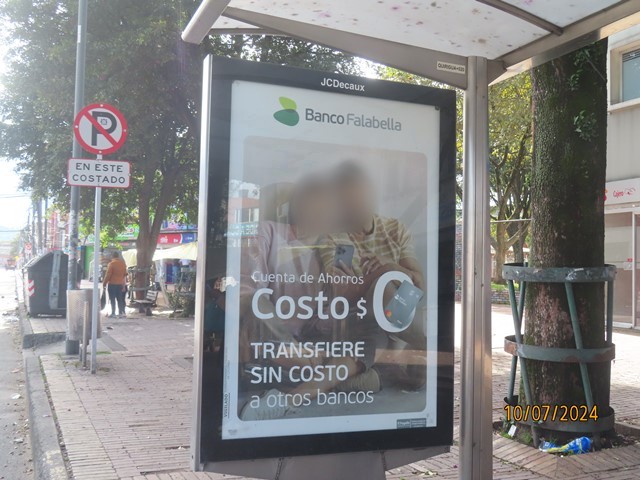 JCDecaux
Banco Falabella
EN ESTE
COSTADO
Cuenta de Ahorros
Costo $0
TRANSFIERE
SIN COSTO
a otros bancos
10/07/2024